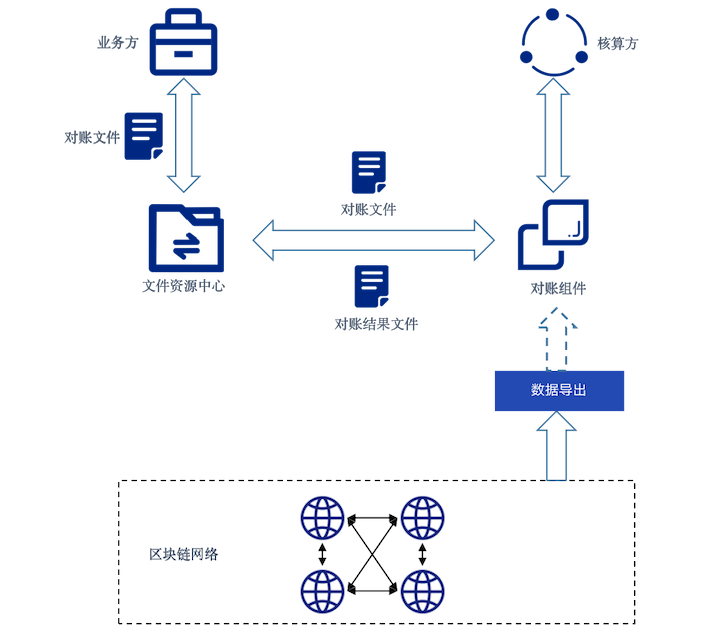 业务方
核算方
对账文件
对账文件
文件资源中心
对账组件
对账结果文件
数据导出
区块链网络